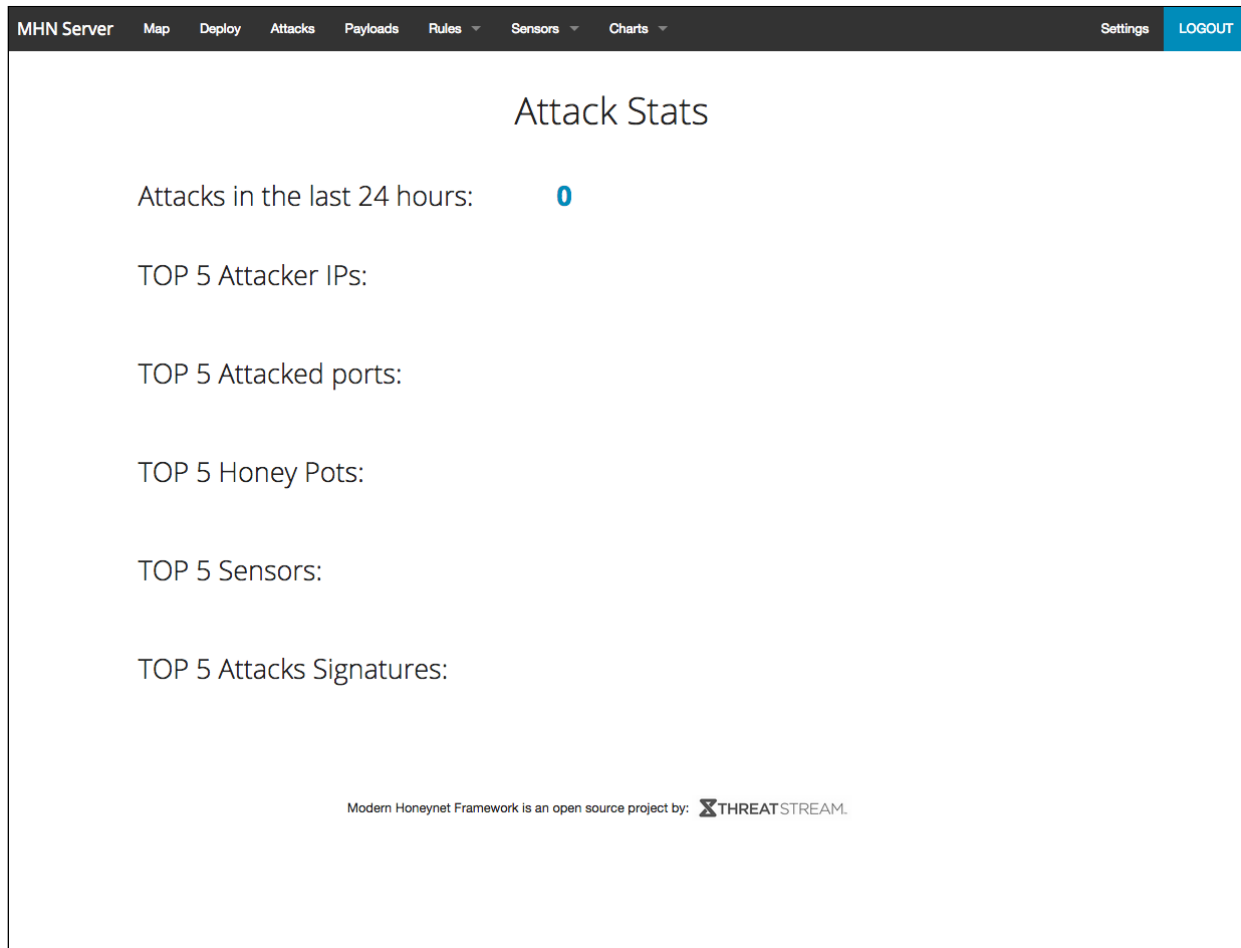 MHN Server Map Deploy Attacks Payloads Rules Sensors Charts Settings LOGOUT
Attack Stats
Attacks in the last 24 hours: 0
TOP 5 Attacker IPs:
TOP 5 Attacked ports:
TOP 5 Honey Pots:
TOP 5 Sensors:
TOP 5 Attacks Signatures:
Modern Honeynet Framework is an open source project by: THREATSTREAM.